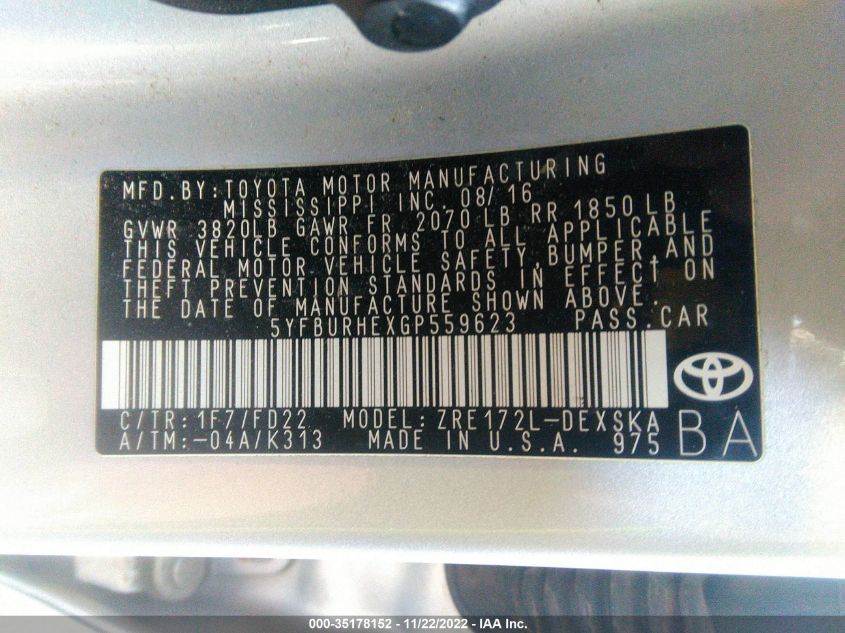 MFD.BY:TOYOTA MOTOR MANUFACTURING
MISSISSIPPI INC. 08/16
GVWR 3820LB GAWR FR 2070 LB RR 1850 LB
THIS VEHICLE CONFORMS TO ALL APPLICABLE
FEDERAL MOTOR VEHICLE SAFETY, BUMPER, AND
THEFT PREVENTION STANDARDS IN EFFECT ON
THE DATE OF MANUFACTURE SHOWN ABOVE.
5YFBURHEXGP559623 PASS.CAR
C/TR:1F7/FD22 MODEL:ZRE172L-DEXSKA
A/TM:-04A/K313 MADE IN U.S.A. 975
BA
000-35178152 - 11/22/2022 - IAA Inc.